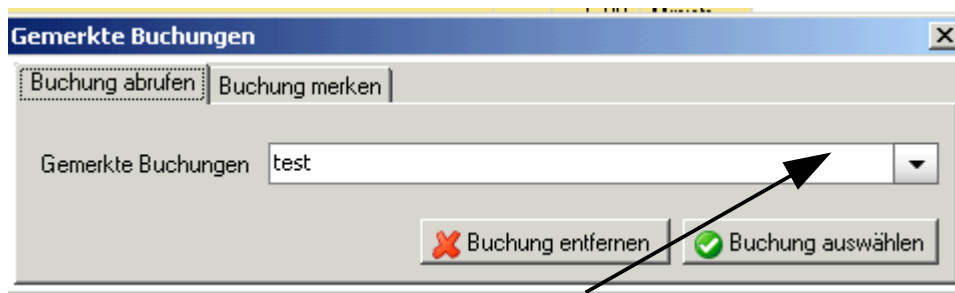 Gemerkte Buchungen
Buchung abrufen Buchung merken
Gemerkte Buchungen test
Buchung entfernen Buchung auswählen